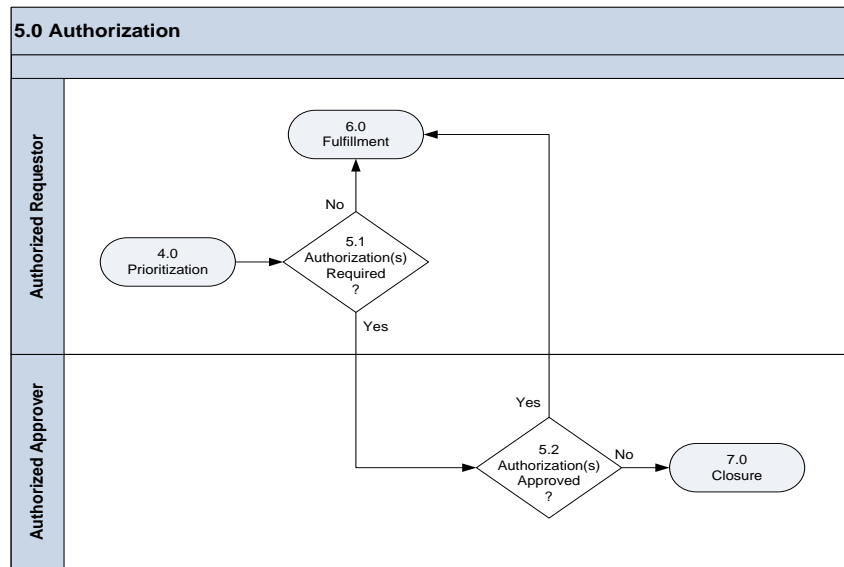 5.0 Authorization
Authorized Requestor
6.0
Fulfillment
No
4.0
Prioritization
5.1
Authorization(s)
Required
?
Yes
Authorized Approver
Yes
5.2
Authorization(s)
Approved
?
No
7.0
Closure